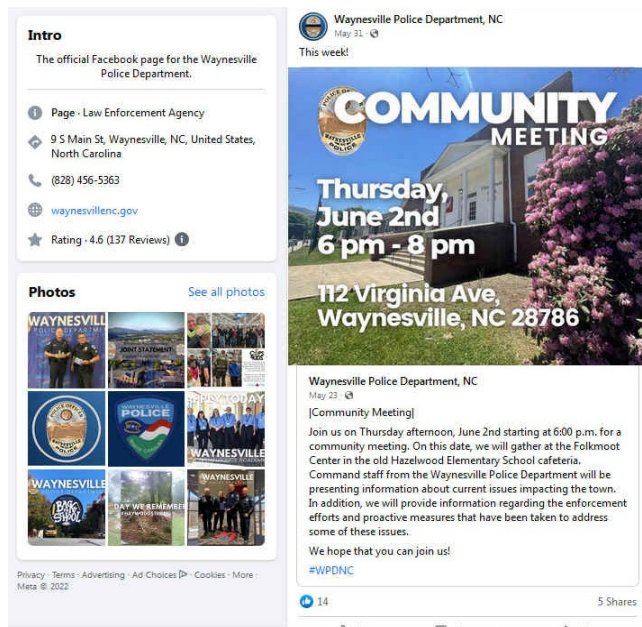 Intro
The official Facebook page for the Waynesville
Police Department.
Page · Law Enforcement Agency
9 S Main St, Waynesville, NC, United States,
North Carolina
(828) 456-5363
waynesvillenc.gov
Rating · 4.6 (137 Reviews)
Photos
See all photos
WAYNESVILL
JOINT STATEMENT
POLICE
APPLY TODAY
WAYNESVILLE
BACK
SCHOOL
DAY WE REMEMBER
WAYNESVILLE
Privacy · Terms · Advertising · Ad Choices · Cookies · More ·
Meta © 2022
Waynesville Police Department, NC
May 31 ·
This week!
COMMUNITY
MEETING
POLICE
Thursday,
June 2nd
6 pm - 8 pm
112 Virginia Ave,
Waynesville, NC 28786
Waynesville Police Department, NC
May 23 ·
|Community Meeting|
Join us on Thursday afternoon, June 2nd starting at 6:00 p.m. for a
community meeting. On this date, we will gather at the Folkmoot
Center in the old Hazelwood Elementary School cafeteria.
Command staff from the Waynesville Police Department will be
presenting information about current issues impacting the town.
In addition, we will provide information regarding the enforcement
efforts and proactive measures that have been taken to address
some of these issues.
We hope that you can join us!
#WPDNC
14
5 Shares